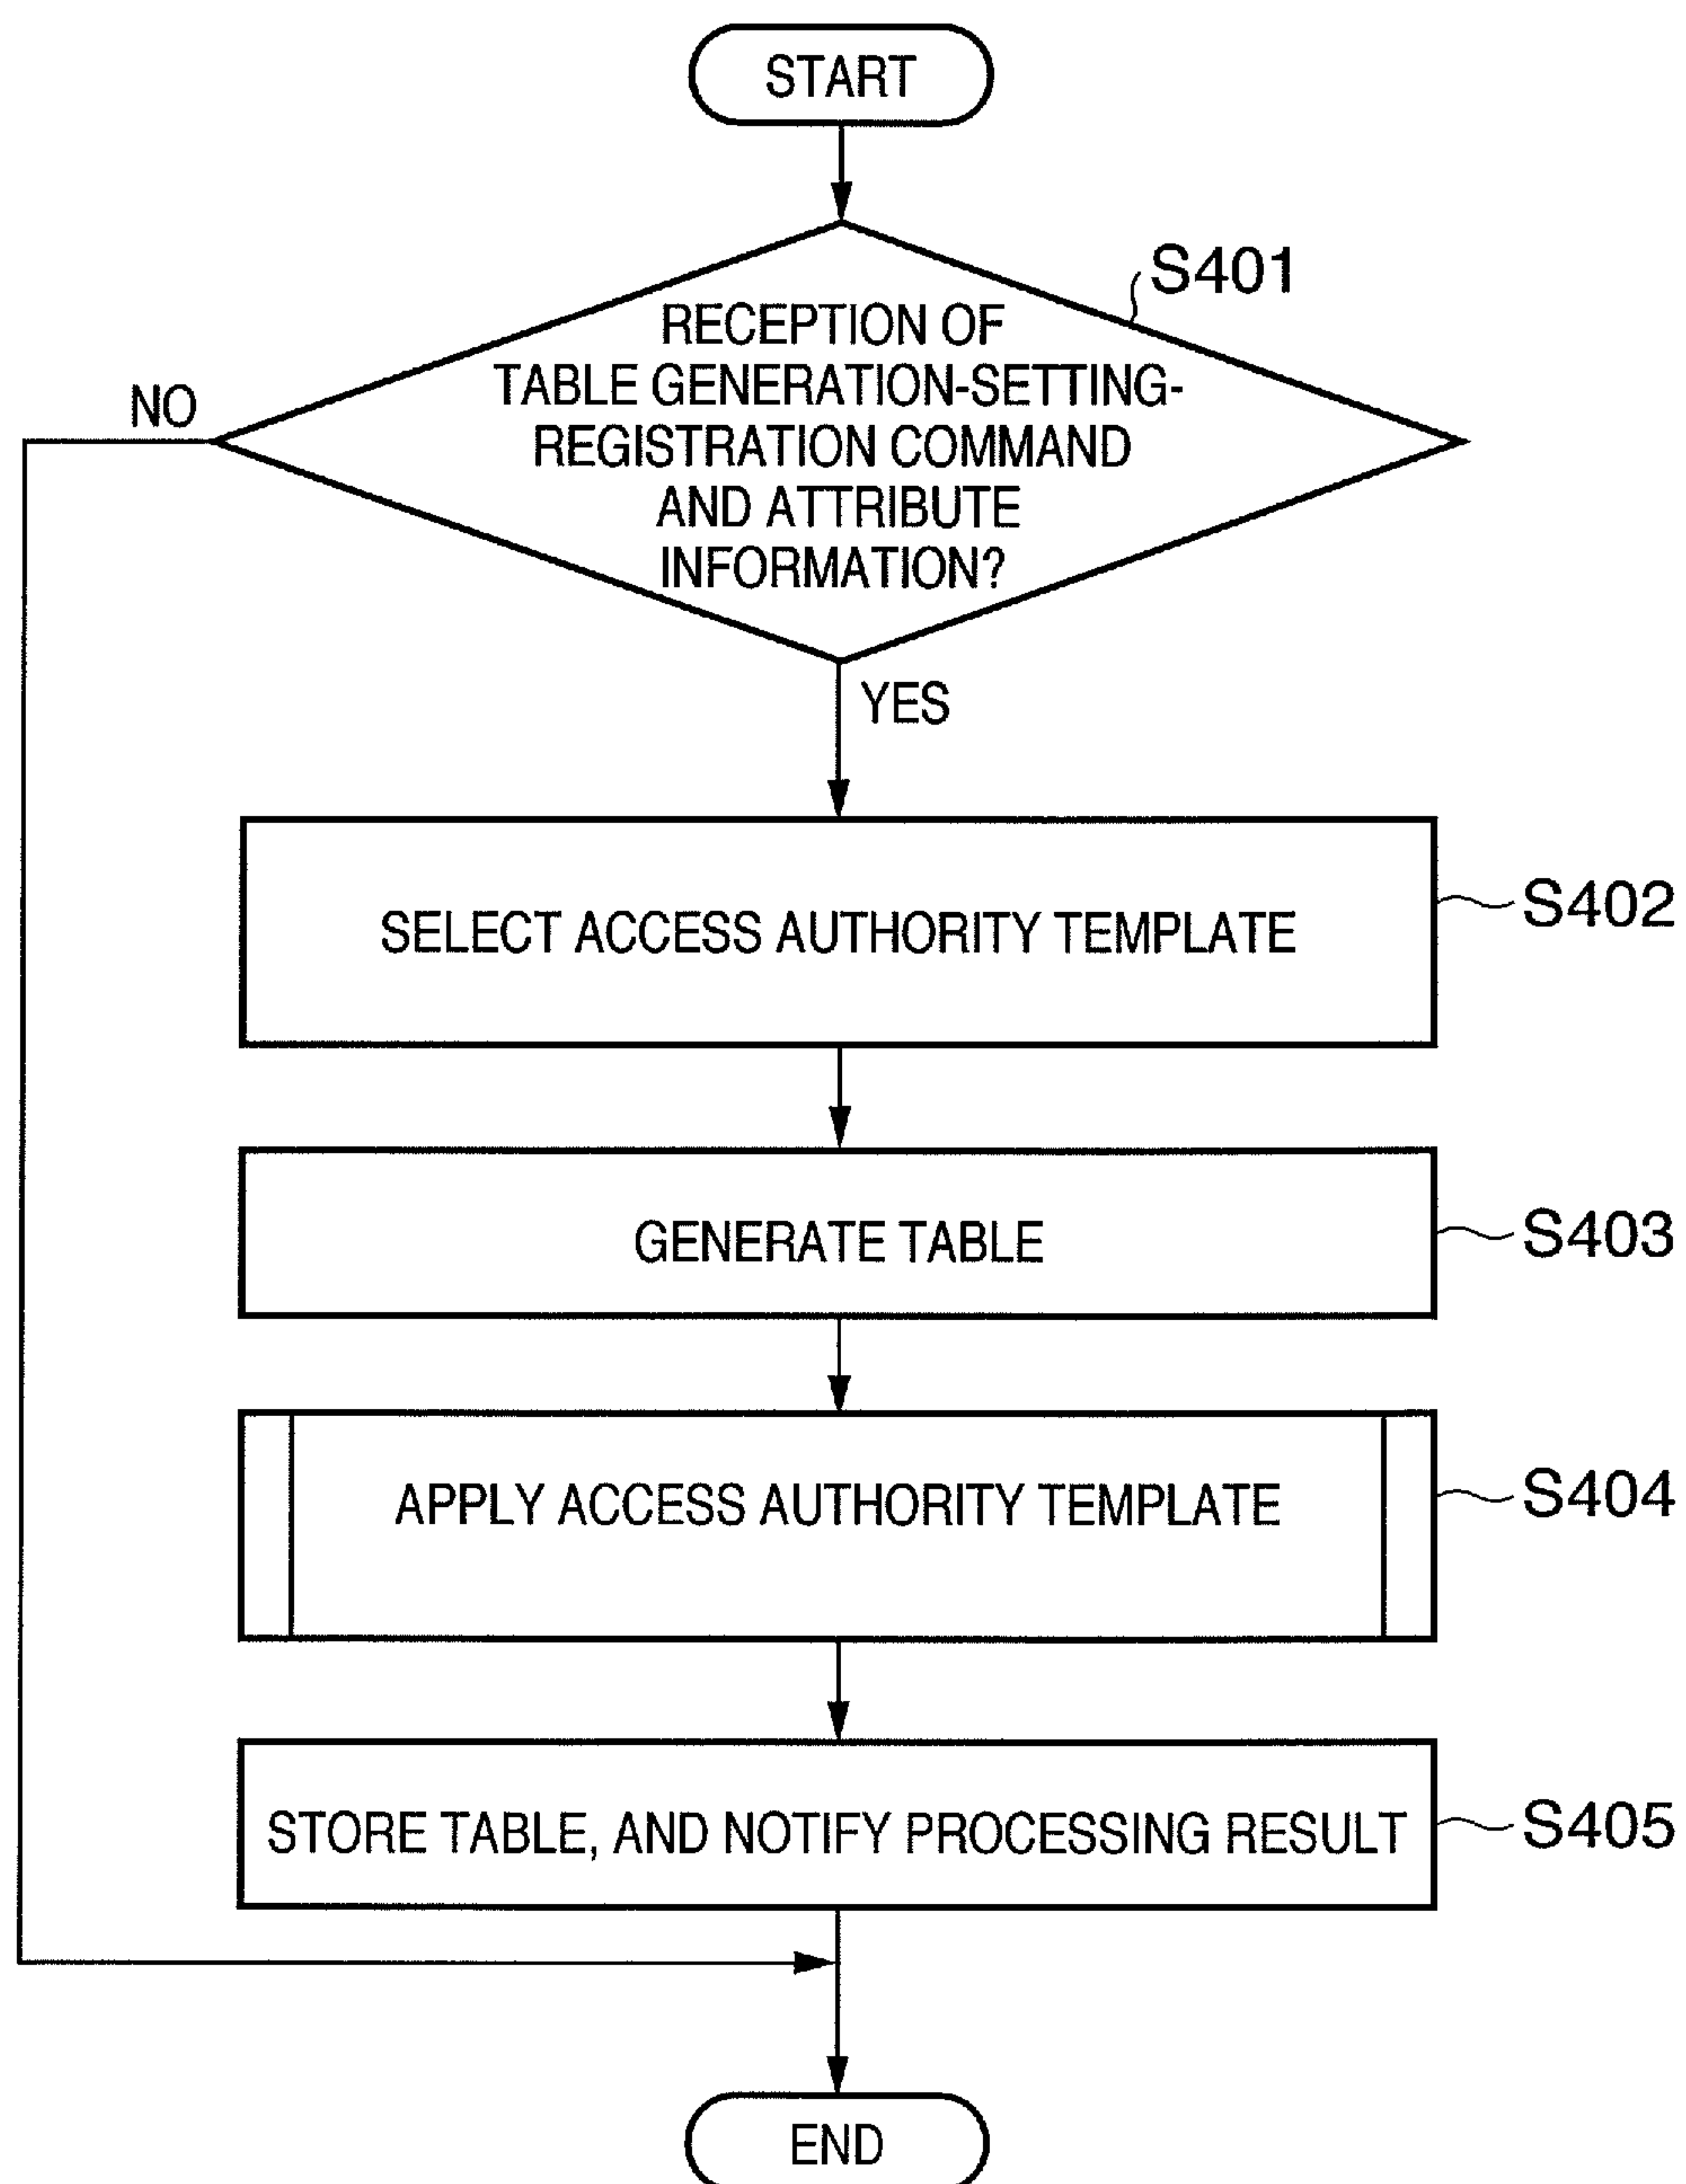 START
S401
RECEPTION OF
TABLE GENERATION-SETTING-
REGISTRATION COMMAND
AND ATTRIBUTE
INFORMATION?
NO
YES
SELECT ACCESS AUTHORITY TEMPLATE
S402
GENERATE TABLE
S403
APPLY ACCESS AUTHORITY TEMPLATE
S404
STORE TABLE, AND NOTIFY PROCESSING RESULT
S405
END